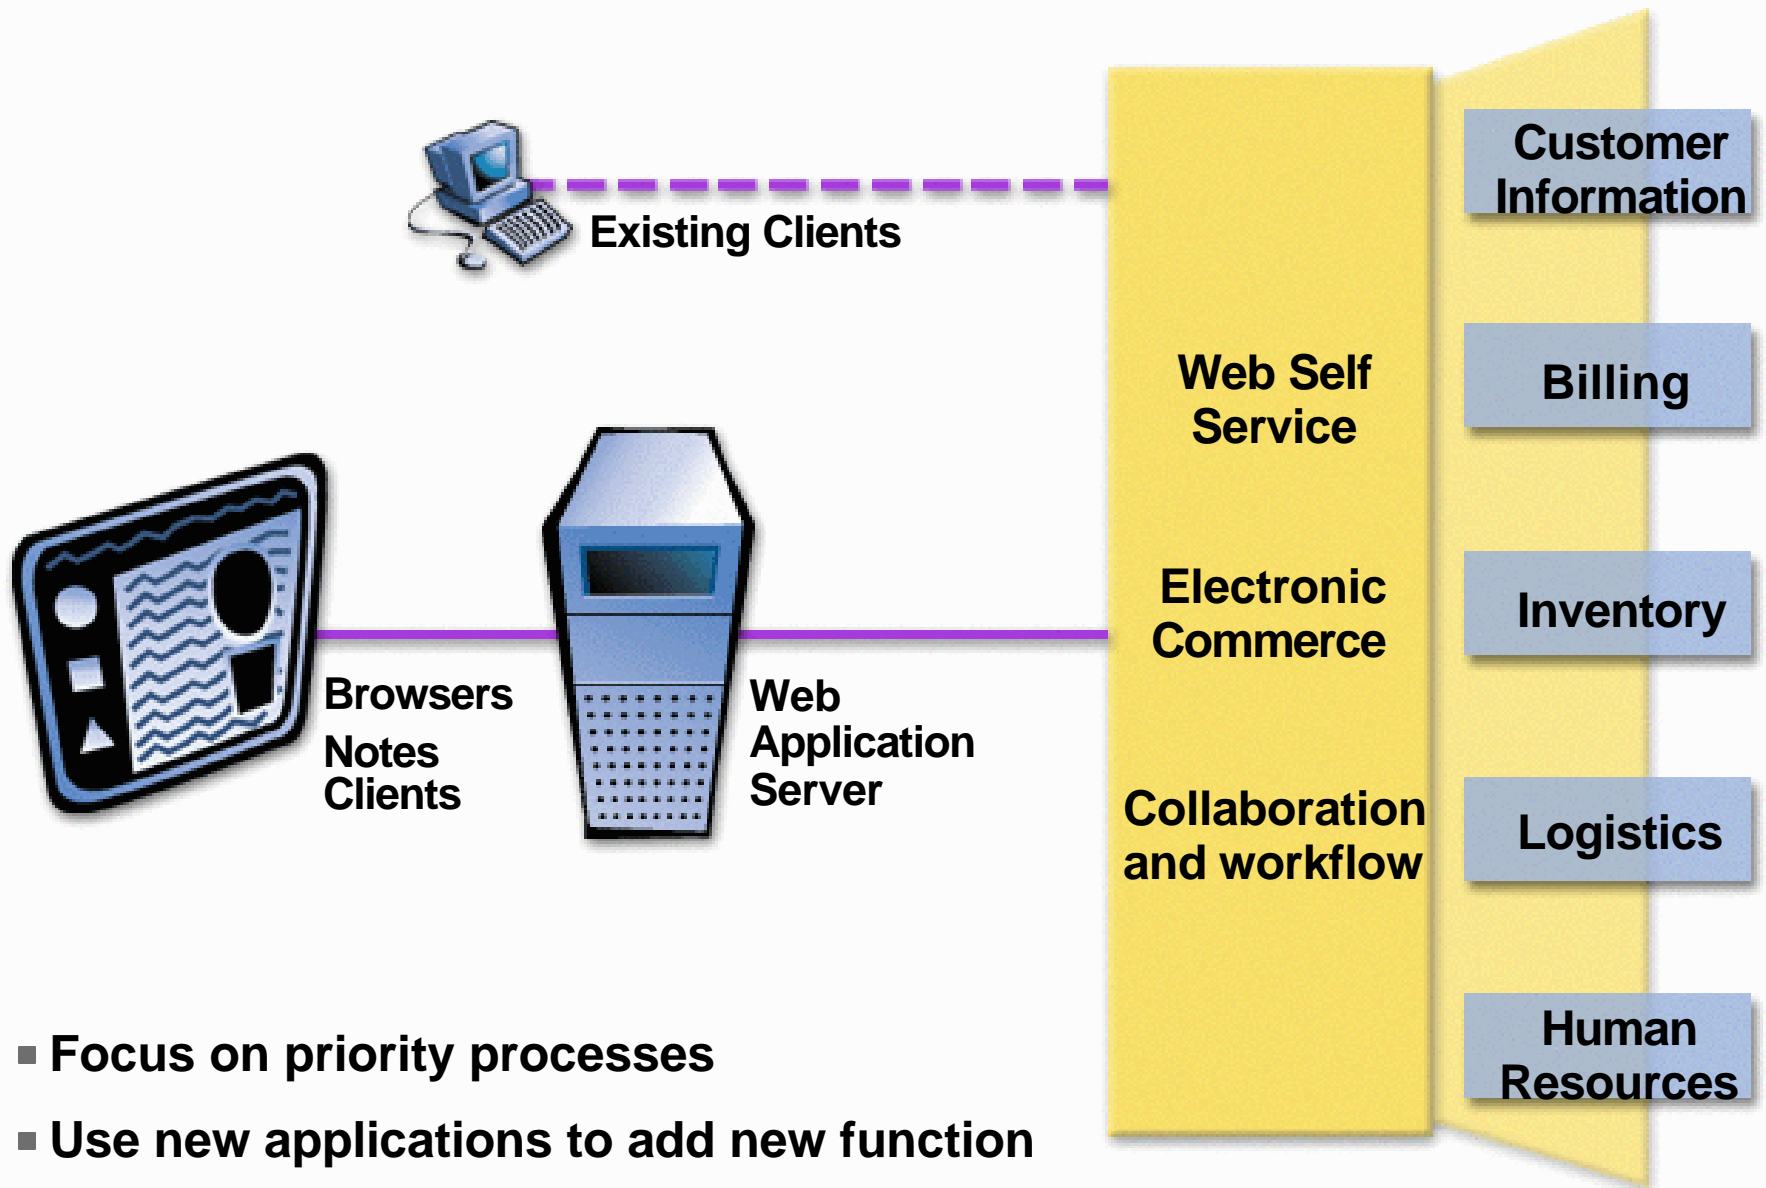 Customer
Information
Existing Clients
Web Self
Service
Billing
Electronic
Commerce
Inventory
Browsers
Notes
Clients
Web
Application
Server
Collaboration
and workflow
Logistics
Human
Resources
Focus on priority processes
Use new applications to add new function